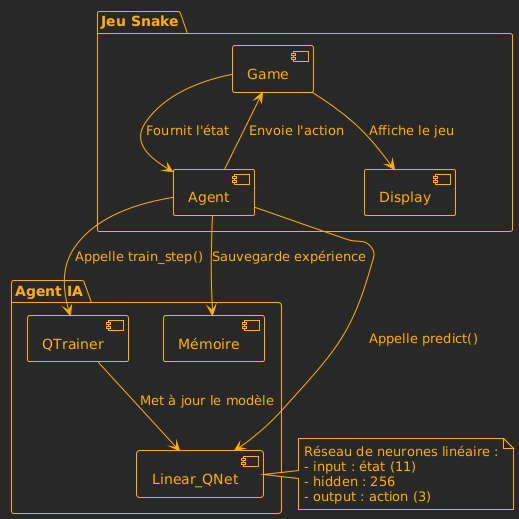 Jeu Snake
Game
Fournit l'état
Envoie l'action
Affiche le jeu
Agent
Display
Appelle train_step()
Sauvegarde expérience
Agent IA
QTrainer
Mémoire
Appelle predict()
Met à jour le modèle
Linear_QNet
Réseau de neurones linéaire :
- input : état (11)
- hidden : 256
- output : action (3)